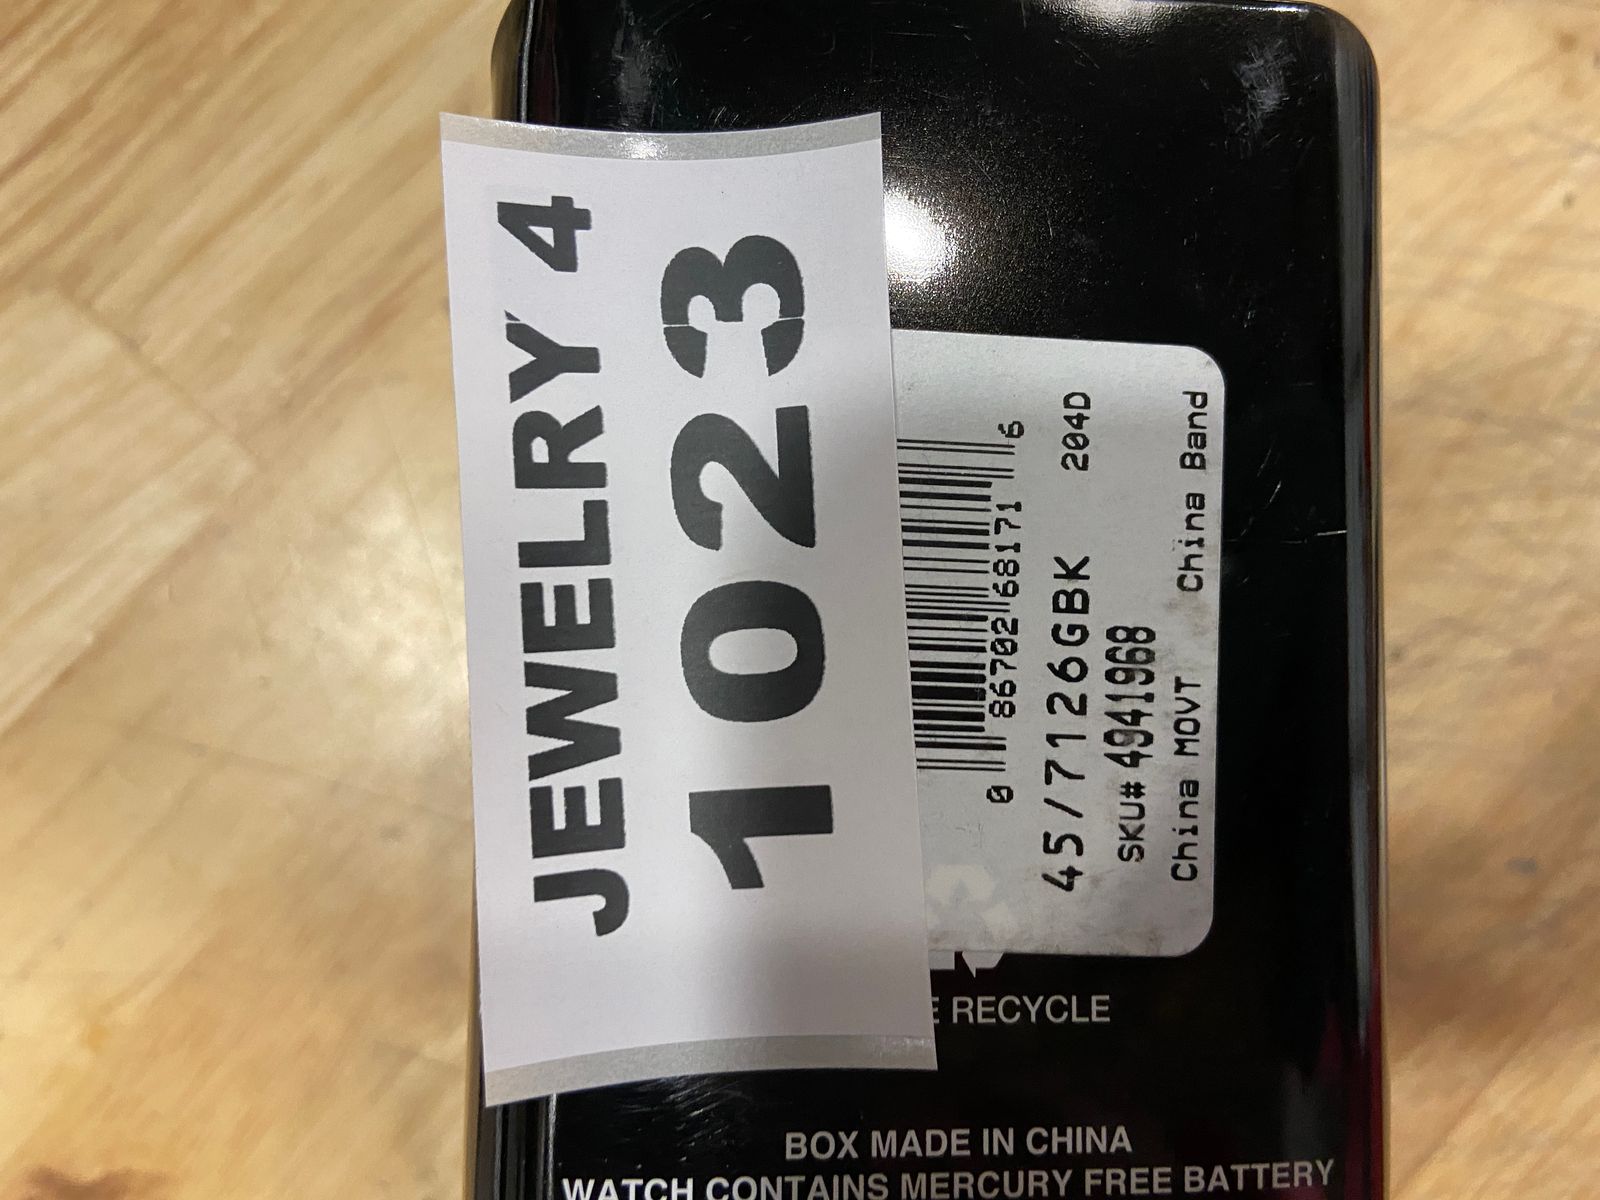 JEWELRY 4
1023
0 86702 68171 6
45/7126GBK 204D
SKU# 4941968
China MOVT China Band
RECYCLE
BOX MADE IN CHINA
WATCH CONTAINS MERCURY FREE BATTERY